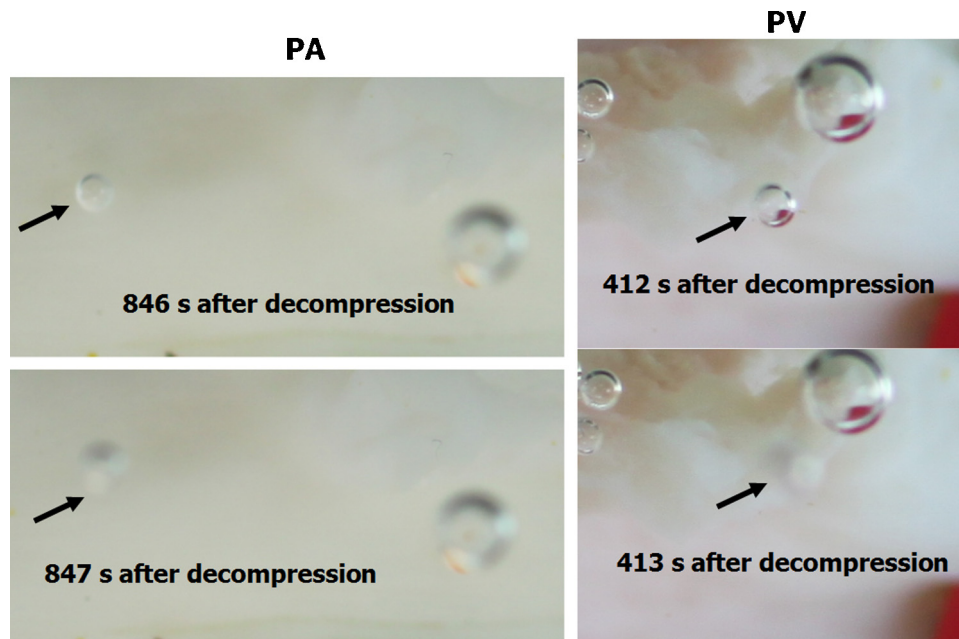 PA
PV
846 s after decompression
412 s after decompression
847 s after decompression
413 s after decompression